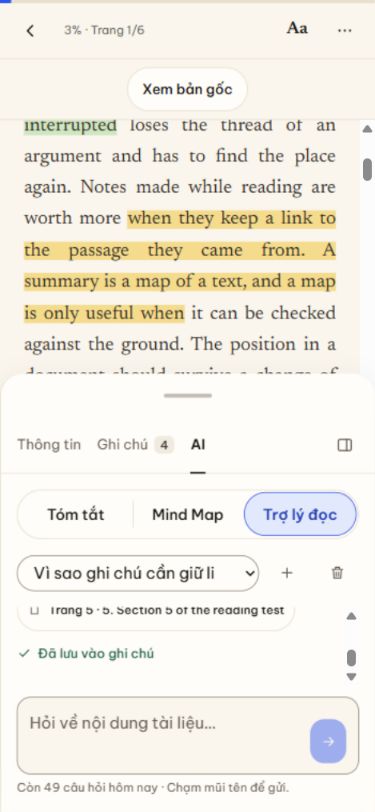 3% · Trang 1/6
Aa
Xem bản gốc
interrupted loses the thread of an
argument and has to find the place
again. Notes made while reading are
worth more when they keep a link to
the passage they came from. A
summary is a map of a text, and a map
is only useful when it can be checked
against the ground. The position in a
document should survive a change of
Thông tin
Ghi chú 4
AI
Tóm tắt
Mind Map
Trợ lý đọc
Vì sao ghi chú cần giữ li
Trang 5 · 5. Section 5 of the reading test
Đã lưu vào ghi chú
Hỏi về nội dung tài liệu...
Còn 49 câu hỏi hôm nay · Chạm mũi tên để gửi.